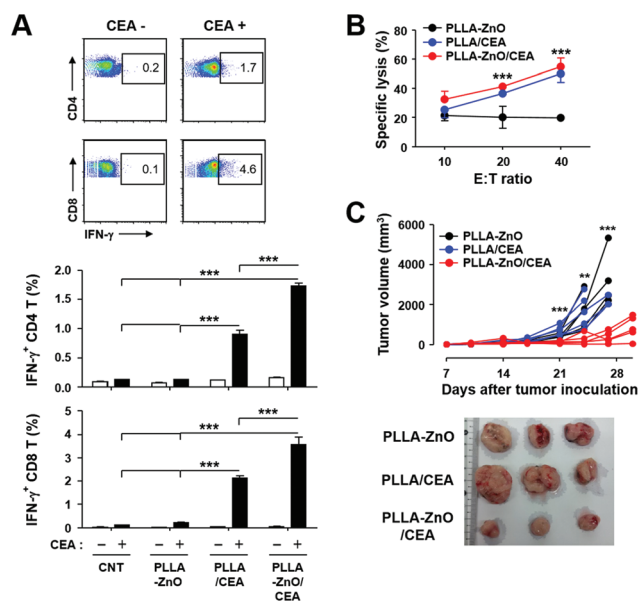 A
CEA -
CEA +
CD4
0.2
1.7
CD8
0.1
4.6
IFN-γ
IFN-γ+ CD4 T (%)
2.0
1.5
1.0
0.5
0.0
***
***
***
IFN-γ+ CD8 T (%)
5
4
3
2
1
0
***
***
***
CEA : − + − + − + − +
CNT PLLA PLLA PLLA
-ZnO /CEA -ZnO/
CEA
B
Specific lysis (%)
100
80
60
40
20
0
PLLA-ZnO
PLLA/CEA
PLLA-ZnO/CEA
***
***
10 20 40
E:T ratio
C
Tumor volume (mm3)
6000
4000
2000
0
PLLA-ZnO
PLLA/CEA
PLLA-ZnO/CEA
***
**
***
7 14 21 28
Days after tumor inoculation
PLLA-ZnO
PLLA/CEA
PLLA-ZnO
/CEA